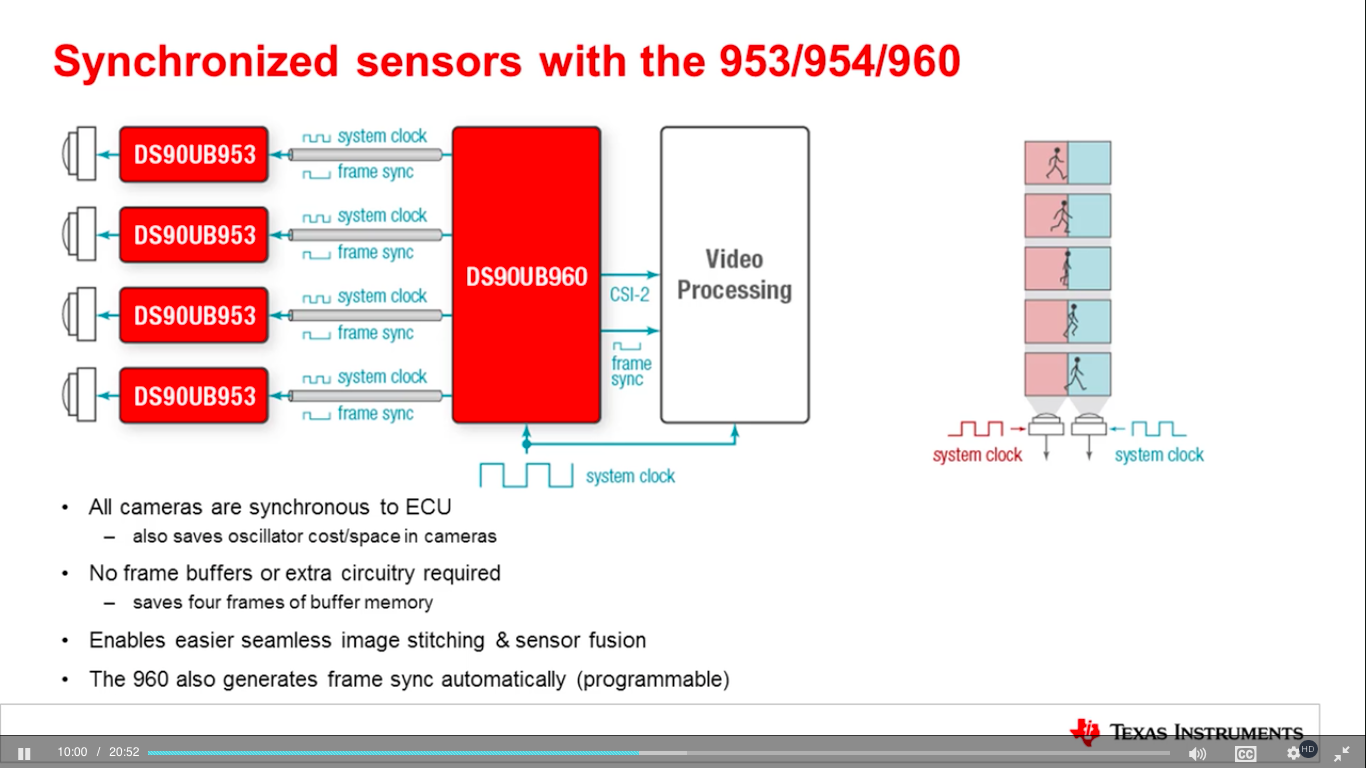 Synchronized sensors with the 953/954/960
DS90UB953
system clock
frame sync
DS90UB953
system clock
frame sync
DS90UB953
system clock
frame sync
DS90UB953
system clock
frame sync
DS90UB960
CSI-2
frame
sync
Video
Processing
system clock
system clock
system clock
• All cameras are synchronous to ECU
– also saves oscillator cost/space in cameras
• No frame buffers or extra circuitry required
– saves four frames of buffer memory
• Enables easier seamless image stitching & sensor fusion
• The 960 also generates frame sync automatically (programmable)
TEXAS INSTRUMENTS
10:00 / 20:52
CC
HD